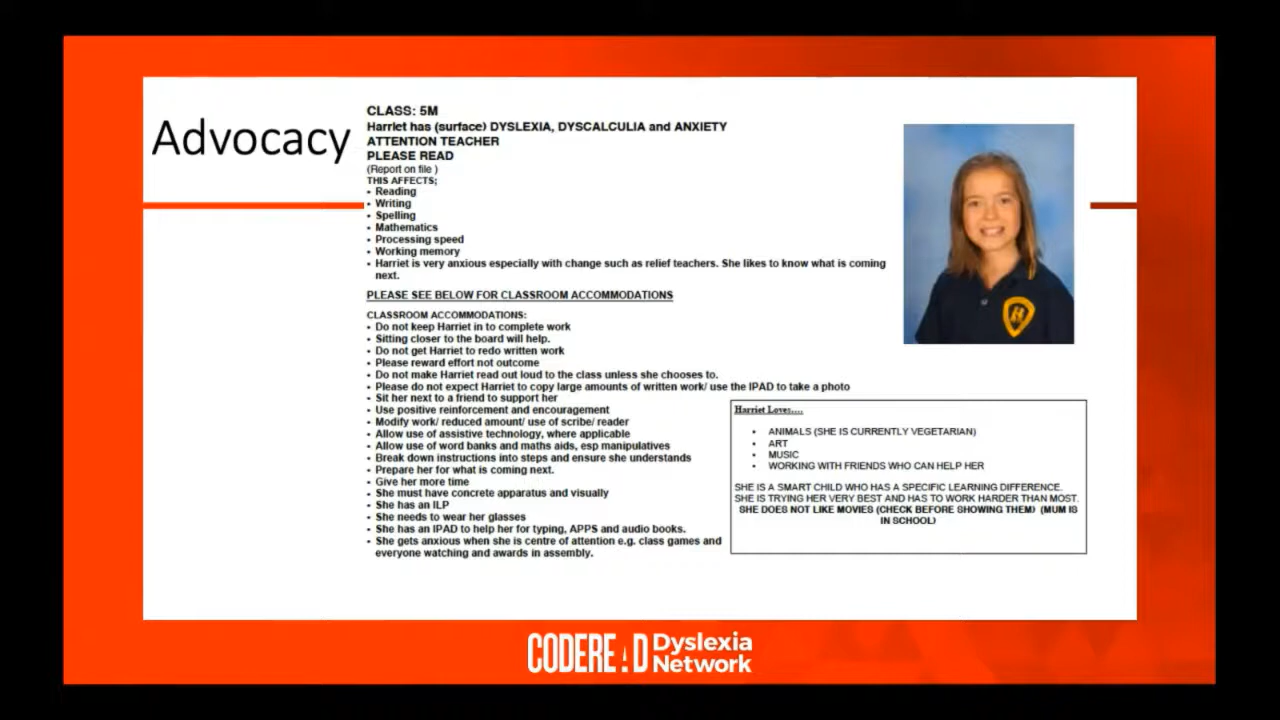 Advocacy
CLASS: 5M
Harriet has (surface) DYSLEXIA, DYSCALCULIA and ANXIETY
ATTENTION TEACHER
PLEASE READ
(Report on file )
THIS AFFECTS;
• Reading
• Writing
• Spelling
• Mathematics
• Processing speed
• Working memory
• Harriet is very anxious especially with change such as relief teachers. She likes to know what is coming
next.
PLEASE SEE BELOW FOR CLASSROOM ACCOMMODATIONS
CLASSROOM ACCOMMODATIONS:
• Do not keep Harriet in to complete work
• Sitting closer to the board will help.
• Do not get Harriet to redo written work
• Please reward effort not outcome
• Do not make Harriet read out loud to the class unless she chooses to.
• Please do not expect Harriet to copy large amounts of written work/ use the IPAD to take a photo
• Sit her next to a friend to support her
• Use positive reinforcement and encouragement
• Modify work/ reduced amount/ use of scribe/ reader
• Allow use of assistive technology, where applicable
• Allow use of word banks and maths aids, esp manipulatives
• Break down instructions into steps and ensure she understands
• Prepare her for what is coming next.
• Give her more time
• She must have concrete apparatus and visually
• She has an ILP
• She needs to wear her glasses
• She has an IPAD to help her for typing, APPS and audio books.
• She gets anxious when she is centre of attention e.g. class games and
everyone watching and awards in assembly.
Harriet Loves....
• ANIMALS (SHE IS CURRENTLY VEGETARIAN)
• ART
• MUSIC
• WORKING WITH FRIENDS WHO CAN HELP HER
SHE IS A SMART CHILD WHO HAS A SPECIFIC LEARNING DIFFERENCE.
SHE IS TRYING HER VERY BEST AND HAS TO WORK HARDER THAN MOST.
SHE DOES NOT LIKE MOVIES (CHECK BEFORE SHOWING THEM) (MUM IS
IN SCHOOL)
H
CODEREAD Dyslexia
Network